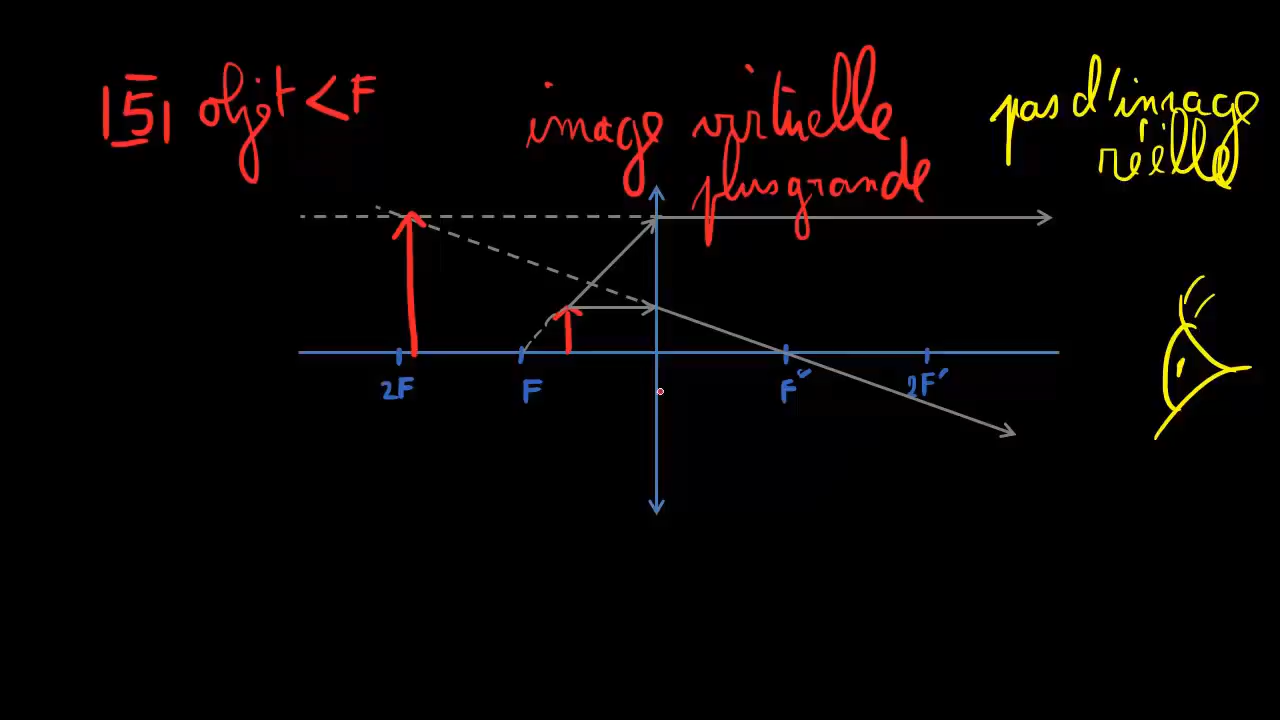 |5| objet < F
image virtuelle
plus grande
pas d'image
réelle
2F
F
F'
2F'